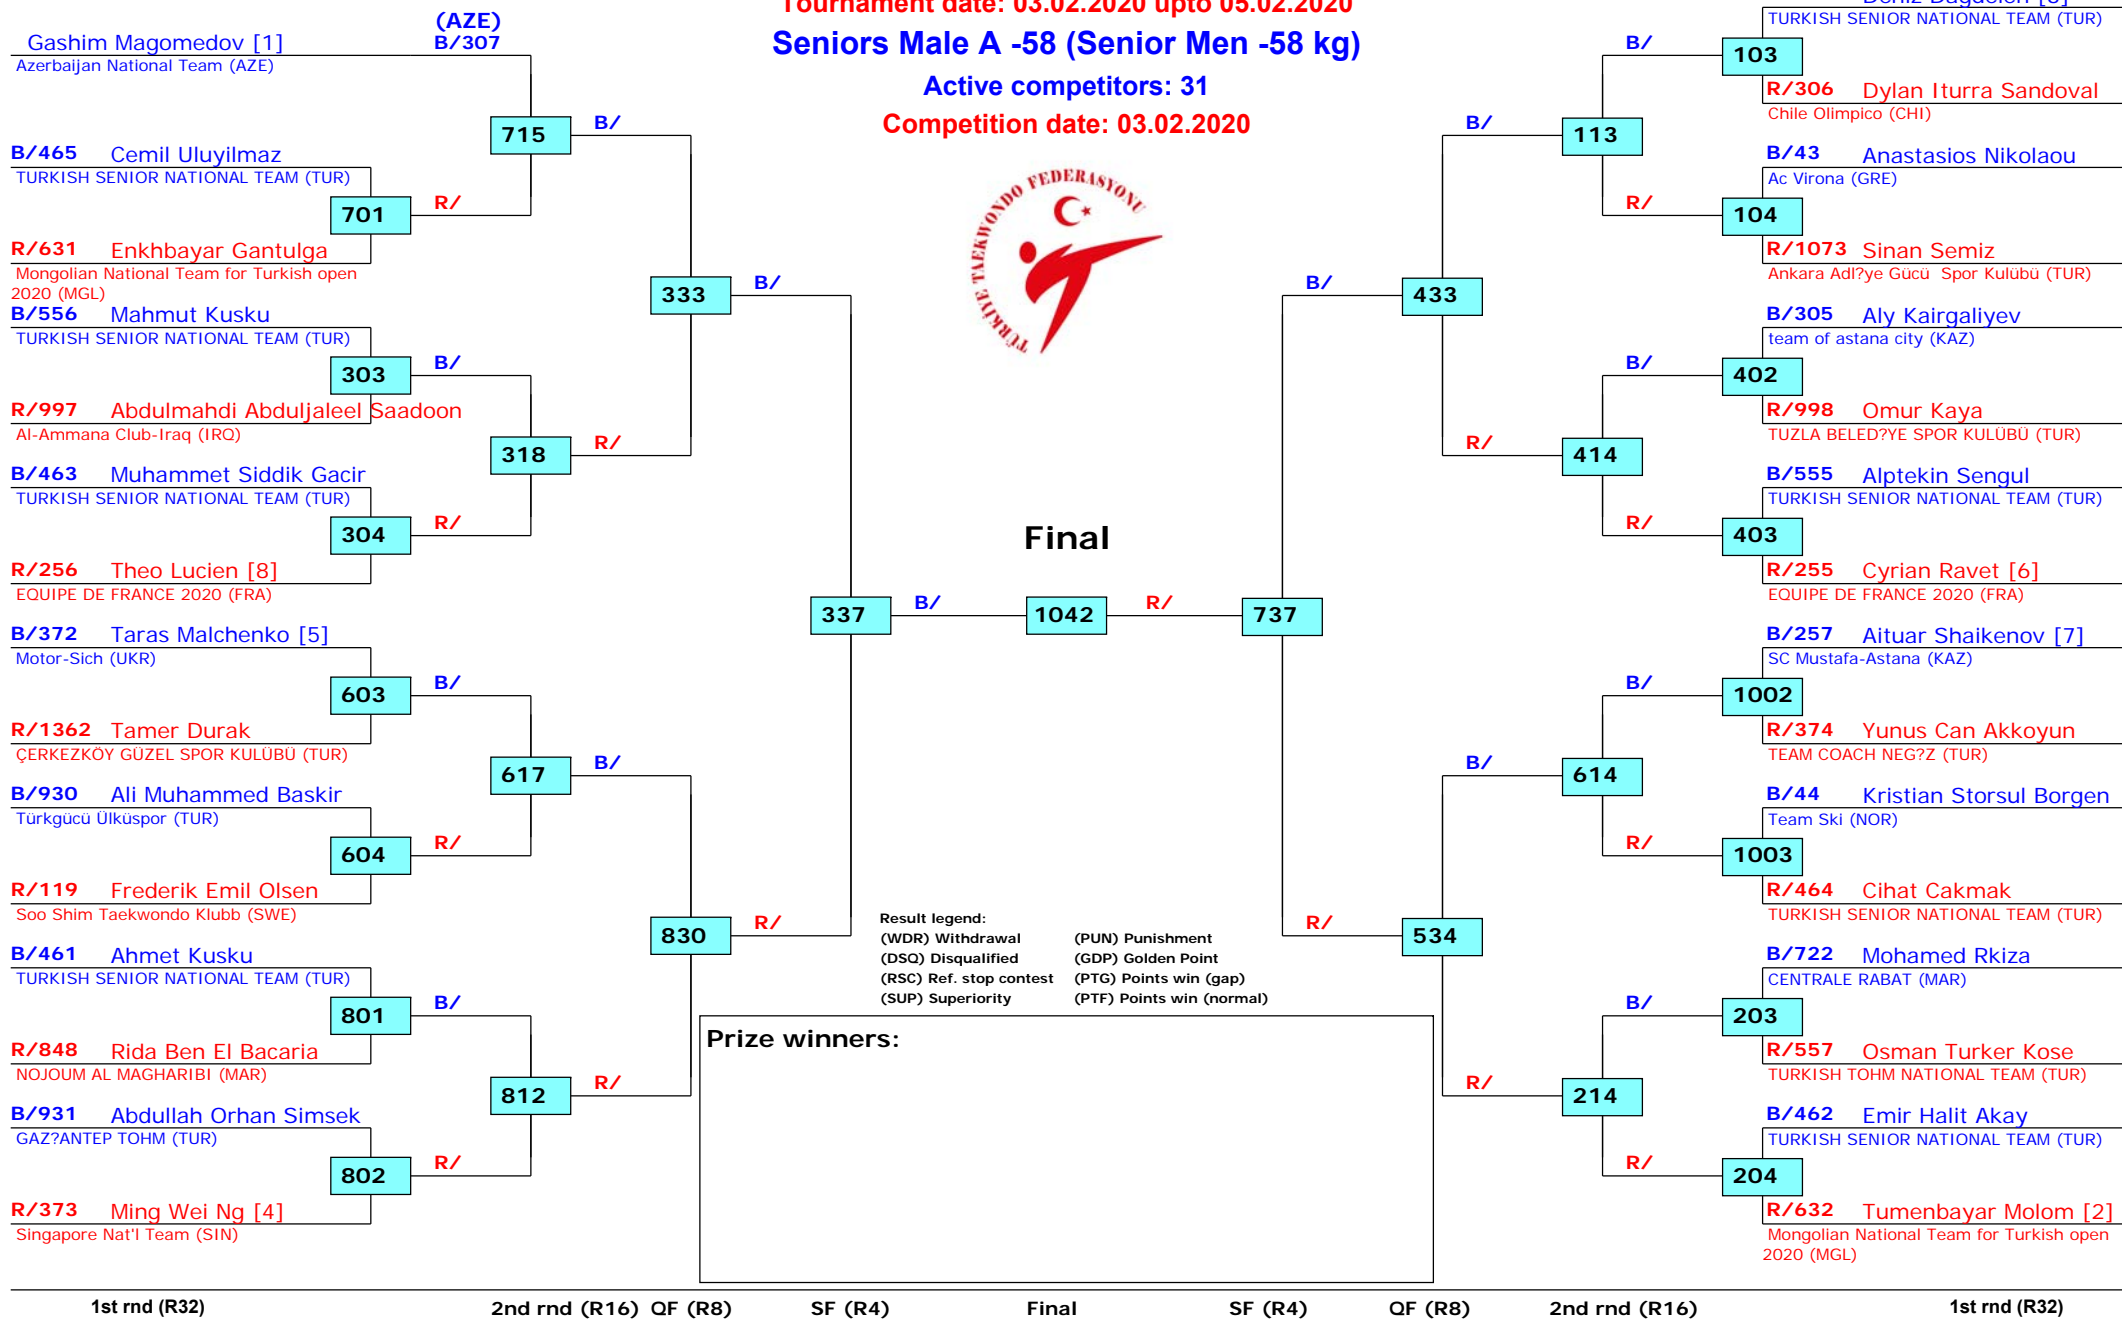 Tournament date: 03.02.2020 upto 05.02.2020
Seniors Male A -58 (Senior Men -58 kg)
Active competitors: 31
Competition date: 03.02.2020
TÜRKİYE TAEKWONDO FEDERASYONU
(AZE)
Gashim Magomedov [1] B/307
Azerbaijan National Team (AZE)
715 B/
B/465 Cemil Uluyilmaz
TURKISH SENIOR NATIONAL TEAM (TUR)
701 R/
R/631 Enkhbayar Gantulga
Mongolian National Team for Turkish open
2020 (MGL)
333 B/
B/556 Mahmut Kusku
TURKISH SENIOR NATIONAL TEAM (TUR)
303 B/
R/997 Abdulmahdi Abduljaleel Saadoon
Al-Ammana Club-Iraq (IRQ)
318 R/
B/463 Muhammet Siddik Gacir
TURKISH SENIOR NATIONAL TEAM (TUR)
304 R/
R/256 Theo Lucien [8]
EQUIPE DE FRANCE 2020 (FRA)
Final
337 B/ 1042 R/ 737
B/372 Taras Malchenko [5]
Motor-Sich (UKR)
603 B/
R/1362 Tamer Durak
ÇERKEZKÖY GÜZEL SPOR KULÜBÜ (TUR)
617 B/
B/930 Ali Muhammed Baskir
Türkgücü Ülküspor (TUR)
604 R/
R/119 Frederik Emil Olsen
Soo Shim Taekwondo Klubb (SWE)
830 R/
B/461 Ahmet Kusku
TURKISH SENIOR NATIONAL TEAM (TUR)
801 B/
R/848 Rida Ben El Bacaria
NOJOUM AL MAGHARIBI (MAR)
812 R/
B/931 Abdullah Orhan Simsek
GAZ?ANTEP TOHM (TUR)
802 R/
R/373 Ming Wei Ng [4]
Singapore Nat'l Team (SIN)
TURKISH SENIOR NATIONAL TEAM (TUR)
B/ 103
R/306 Dylan Iturra Sandoval
Chile Olimpico (CHI)
B/ 113
B/43 Anastasios Nikolaou
Ac Virona (GRE)
R/ 104
R/1073 Sinan Semiz
Ankara Adl?ye Gücü Spor Kulübü (TUR)
B/ 433
B/305 Aly Kairgaliyev
team of astana city (KAZ)
B/ 402
R/998 Omur Kaya
TUZLA BELED?YE SPOR KULÜBÜ (TUR)
R/ 414
B/555 Alptekin Sengul
TURKISH SENIOR NATIONAL TEAM (TUR)
R/ 403
R/255 Cyrian Ravet [6]
EQUIPE DE FRANCE 2020 (FRA)
B/257 Aituar Shaikenov [7]
SC Mustafa-Astana (KAZ)
B/ 1002
R/374 Yunus Can Akkoyun
TEAM COACH NEG?Z (TUR)
B/ 614
B/44 Kristian Storsul Borgen
Team Ski (NOR)
R/ 1003
R/464 Cihat Cakmak
TURKISH SENIOR NATIONAL TEAM (TUR)
R/ 534
B/722 Mohamed Rkiza
CENTRALE RABAT (MAR)
B/ 203
R/557 Osman Turker Kose
TURKISH TOHM NATIONAL TEAM (TUR)
R/ 214
B/462 Emir Halit Akay
TURKISH SENIOR NATIONAL TEAM (TUR)
R/ 204
R/632 Tumenbayar Molom [2]
Mongolian National Team for Turkish open
2020 (MGL)
Result legend:
(WDR) Withdrawal (PUN) Punishment
(DSQ) Disqualified (GDP) Golden Point
(RSC) Ref. stop contest (PTG) Points win (gap)
(SUP) Superiority (PTF) Points win (normal)
Prize winners:
1st rnd (R32) 2nd rnd (R16) QF (R8) SF (R4) Final SF (R4) QF (R8) 2nd rnd (R16) 1st rnd (R32)